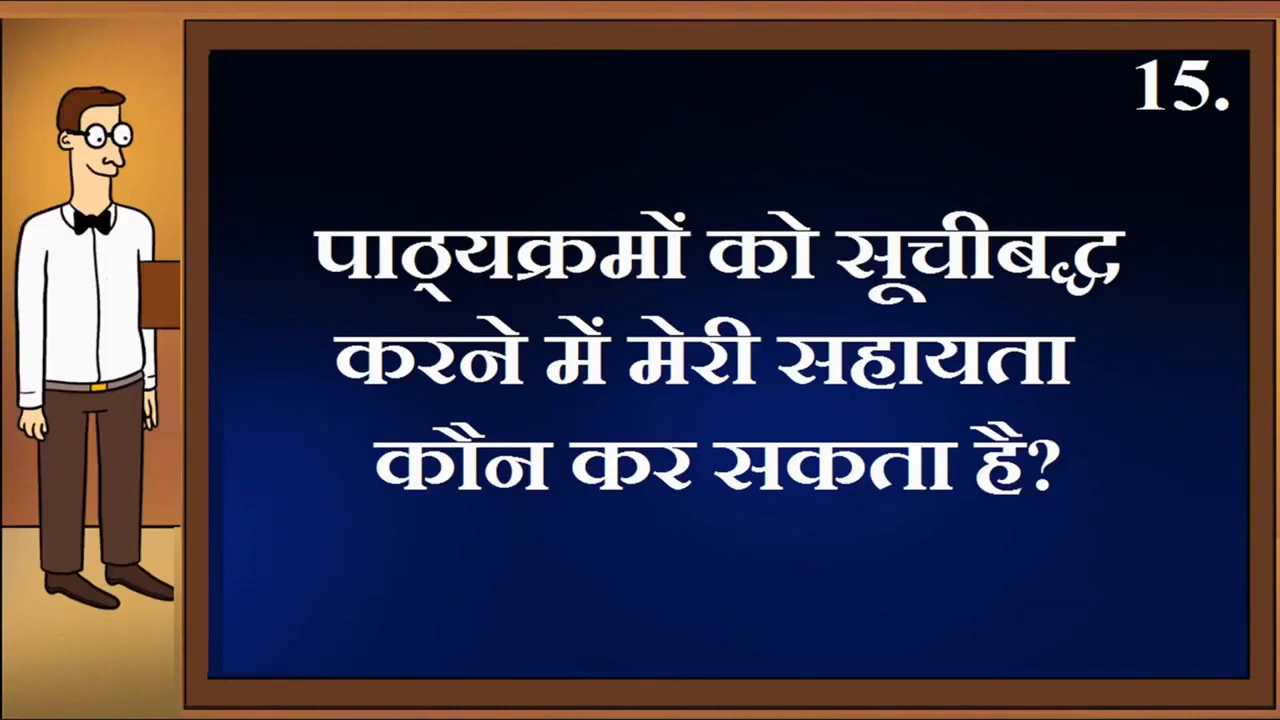 15.
पाठ्यक्रमों को सूचीबद्ध
करने में मेरी सहायता
कौन कर सकता है?